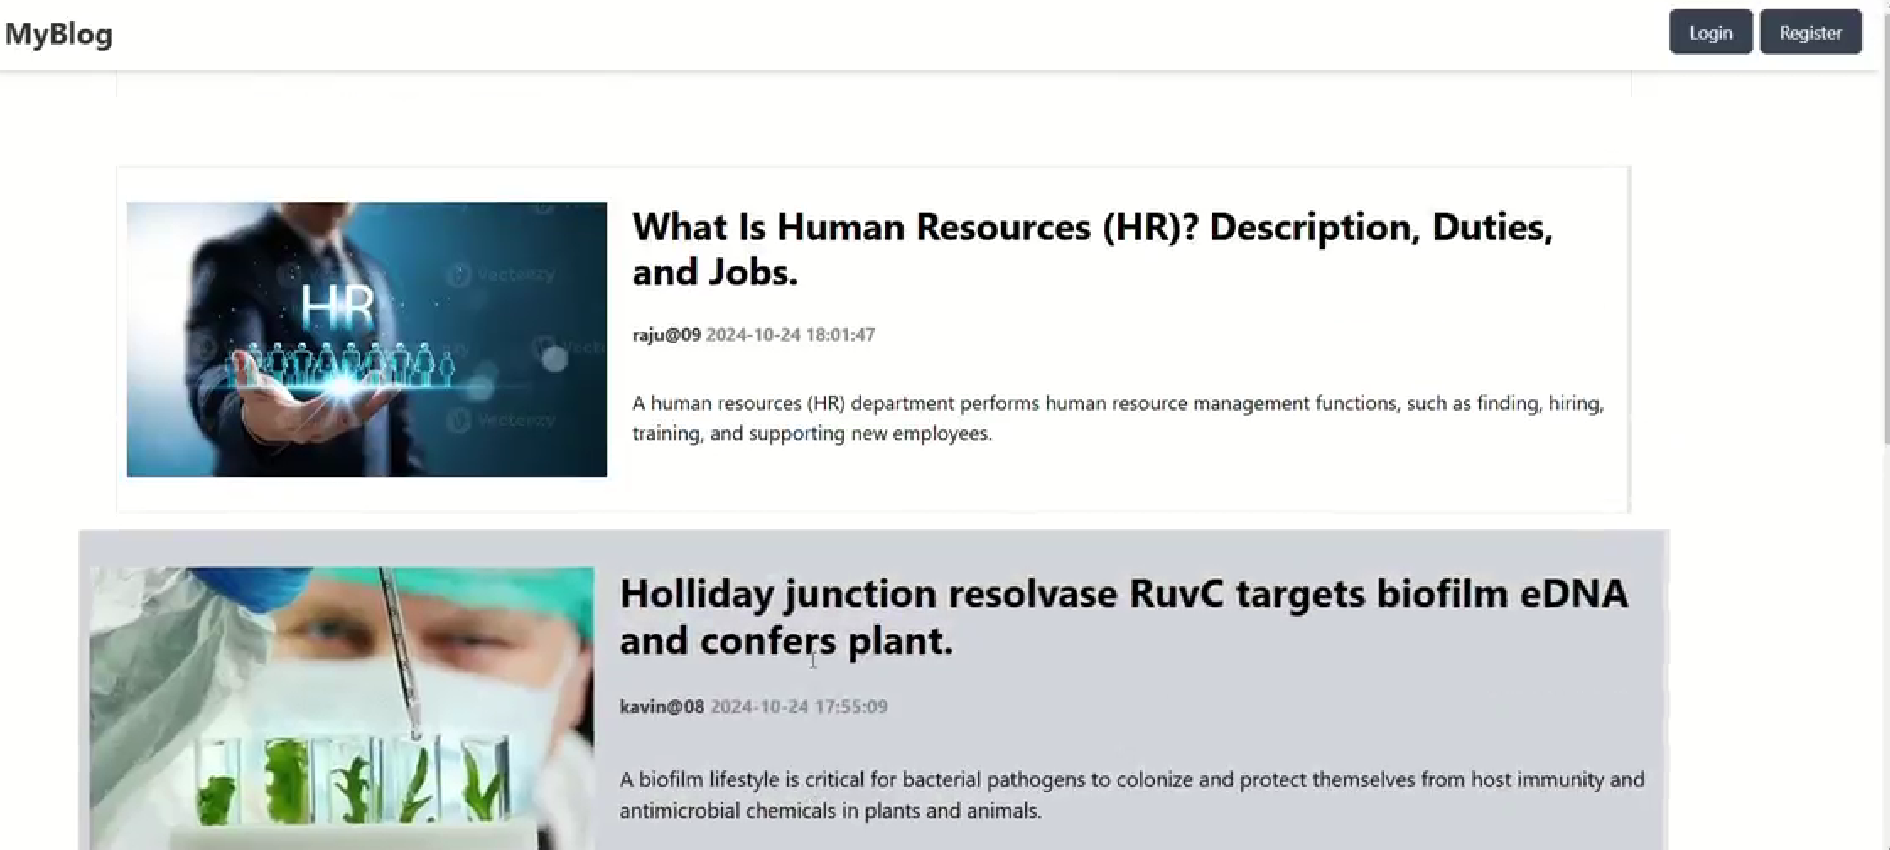 MyBlog
Login
Register
HR
Vecteezy
Vecteezy
What Is Human Resources (HR)? Description, Duties,
and Jobs.
raju@09 2024-10-24 18:01:47
A human resources (HR) department performs human resource management functions, such as finding, hiring,
training, and supporting new employees.
Holliday junction resolvase RuvC targets biofilm eDNA
and confers plant.
kavin@08 2024-10-24 17:55:09
A biofilm lifestyle is critical for bacterial pathogens to colonize and protect themselves from host immunity and
antimicrobial chemicals in plants and animals.